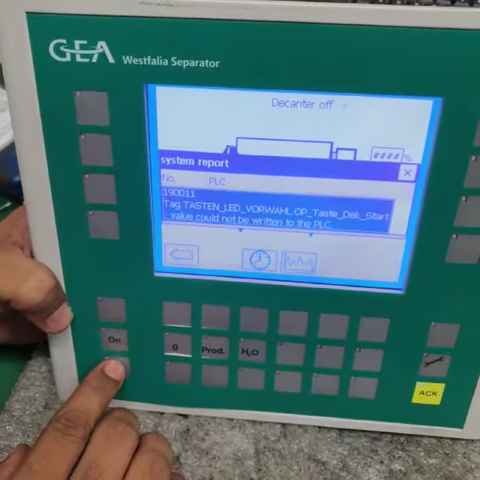 GEA Westfalia Separator
Decanter off
####%
system report
No. PLC
190011
Tag TASTEN_LED_VORWAHL.OP_Taste_Dek_Start
: value could not be written to the PLC.
On
g Prod. H₂O
ACK